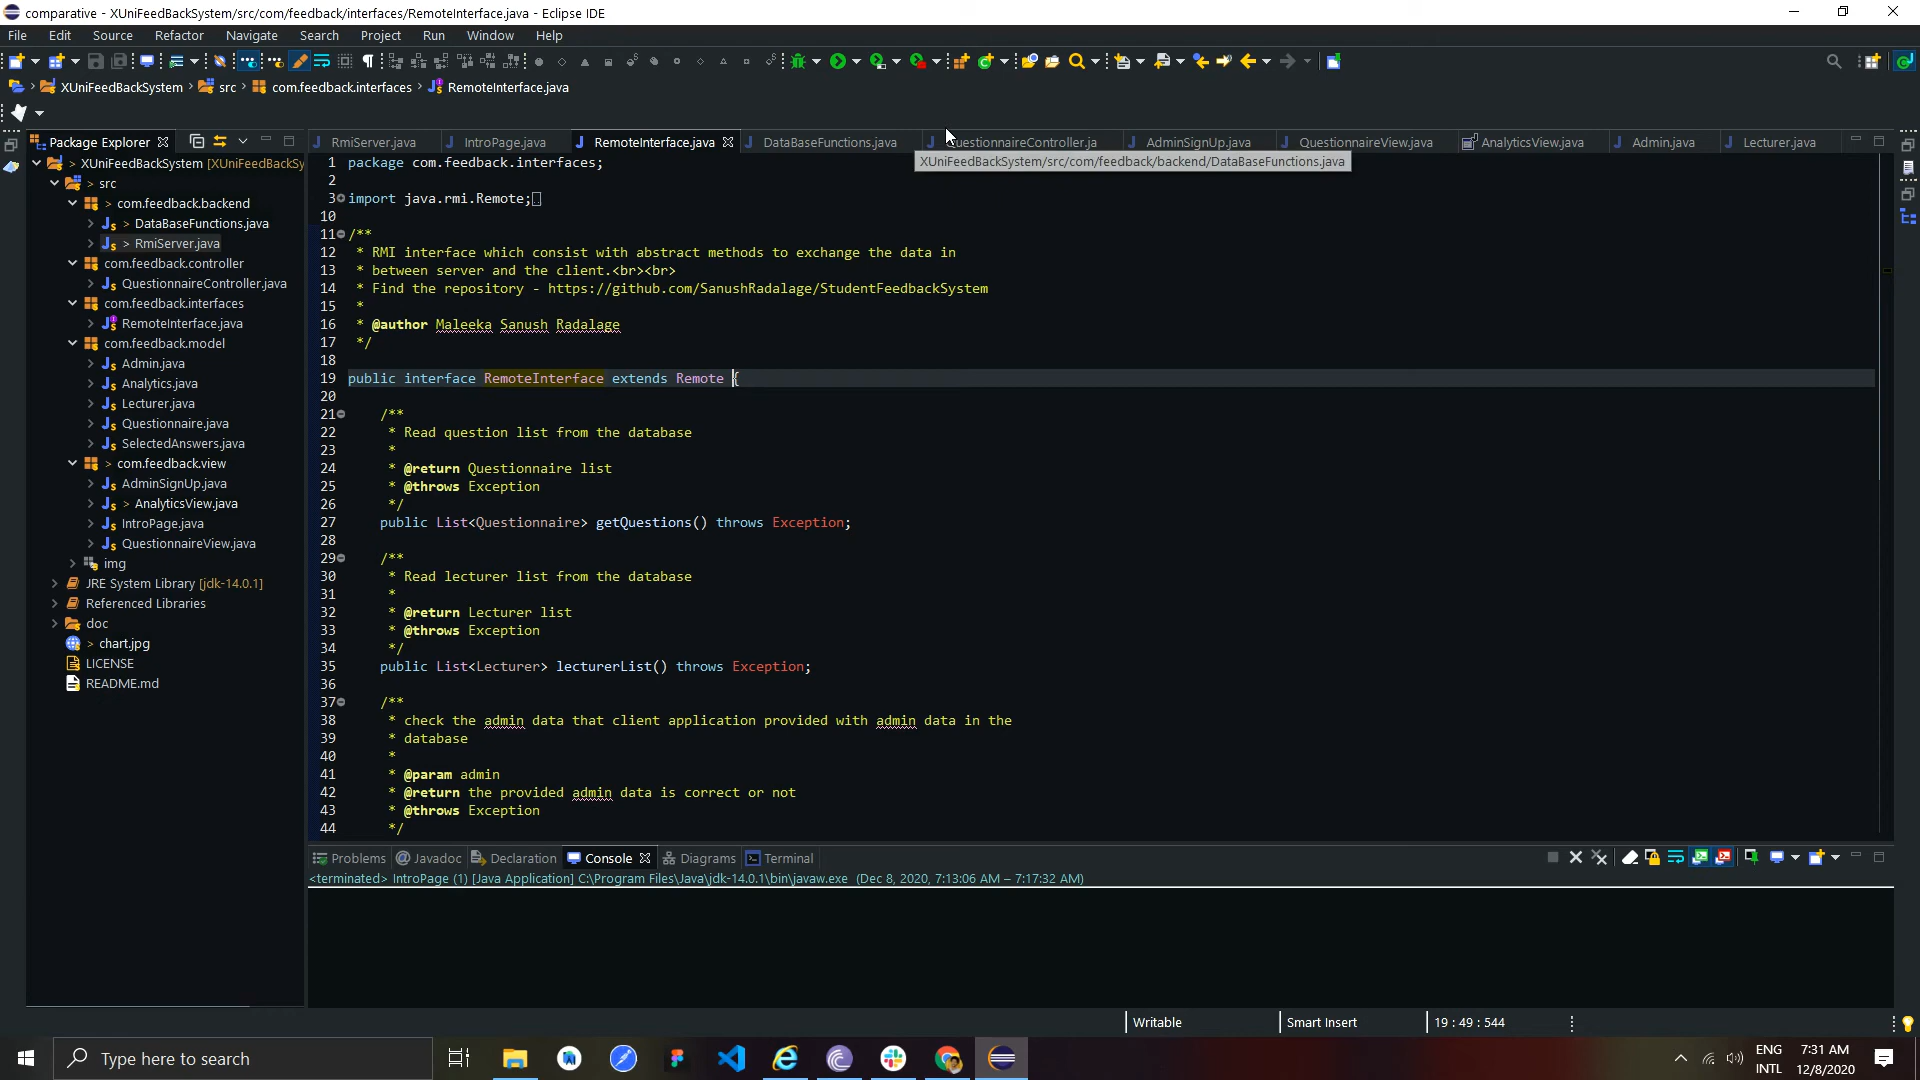 comparative - XUniFeedBackSystem/src/com/feedback/interfaces/RemoteInterface.java - Eclipse IDE
File Edit Source Refactor Navigate Search Project Run Window Help
XUniFeedBackSystem src com.feedback.interfaces RemoteInterface.java
Package Explorer
RmiServer.java IntroPage.java RemoteInterface.java DataBaseFunctions.java uestionnaireController.ja AdminSignUp.java QuestionnaireView.java AnalyticsView.java Admin.java Lecturer.java
XUniFeedBackSystem/src/com/feedback/backend/DataBaseFunctions.java
> XUniFeedBackSystem [XUniFeedBackSy
> src
> com.feedback.backend
> DataBaseFunctions.java
> RmiServer.java
com.feedback.controller
QuestionnaireController.java
com.feedback.interfaces
RemoteInterface.java
com.feedback.model
Admin.java
Analytics.java
Lecturer.java
Questionnaire.java
SelectedAnswers.java
> com.feedback.view
AdminSignUp.java
> AnalyticsView.java
IntroPage.java
QuestionnaireView.java
img
JRE System Library [jdk-14.0.1]
Referenced Libraries
doc
> chart.jpg
LICENSE
README.md
1 package com.feedback.interfaces;
2
3 import java.rmi.Remote;
10
11 /**
12 * RMI interface which consist with abstract methods to exchange the data in
13 * between server and the client.<br><br>
14 * Find the repository - https://github.com/SanushRadalage/StudentFeedbackSystem
15 *
16 * @author Maleeka Sanush Radalage
17 */
18
19 public interface RemoteInterface extends Remote {
20
21 /**
22 * Read question list from the database
23 *
24 * @return Questionnaire list
25 * @throws Exception
26 */
27 public List<Questionnaire> getQuestions() throws Exception;
28
29 /**
30 * Read lecturer list from the database
31 *
32 * @return Lecturer list
33 * @throws Exception
34 */
35 public List<Lecturer> lecturerList() throws Exception;
36
37 /**
38 * check the admin data that client application provided with admin data in the
39 * database
40 *
41 * @param admin
42 * @return the provided admin data is correct or not
43 * @throws Exception
44 */
Problems @ Javadoc Declaration Console Diagrams Terminal
<terminated> IntroPage (1) [Java Application] C:\Program Files\Java\jdk-14.0.1\bin\javaw.exe (Dec 8, 2020, 7:13:06 AM – 7:17:32 AM)
Writable Smart Insert 19 : 49 : 544
Type here to search
ENG
INTL
7:31 AM
12/8/2020